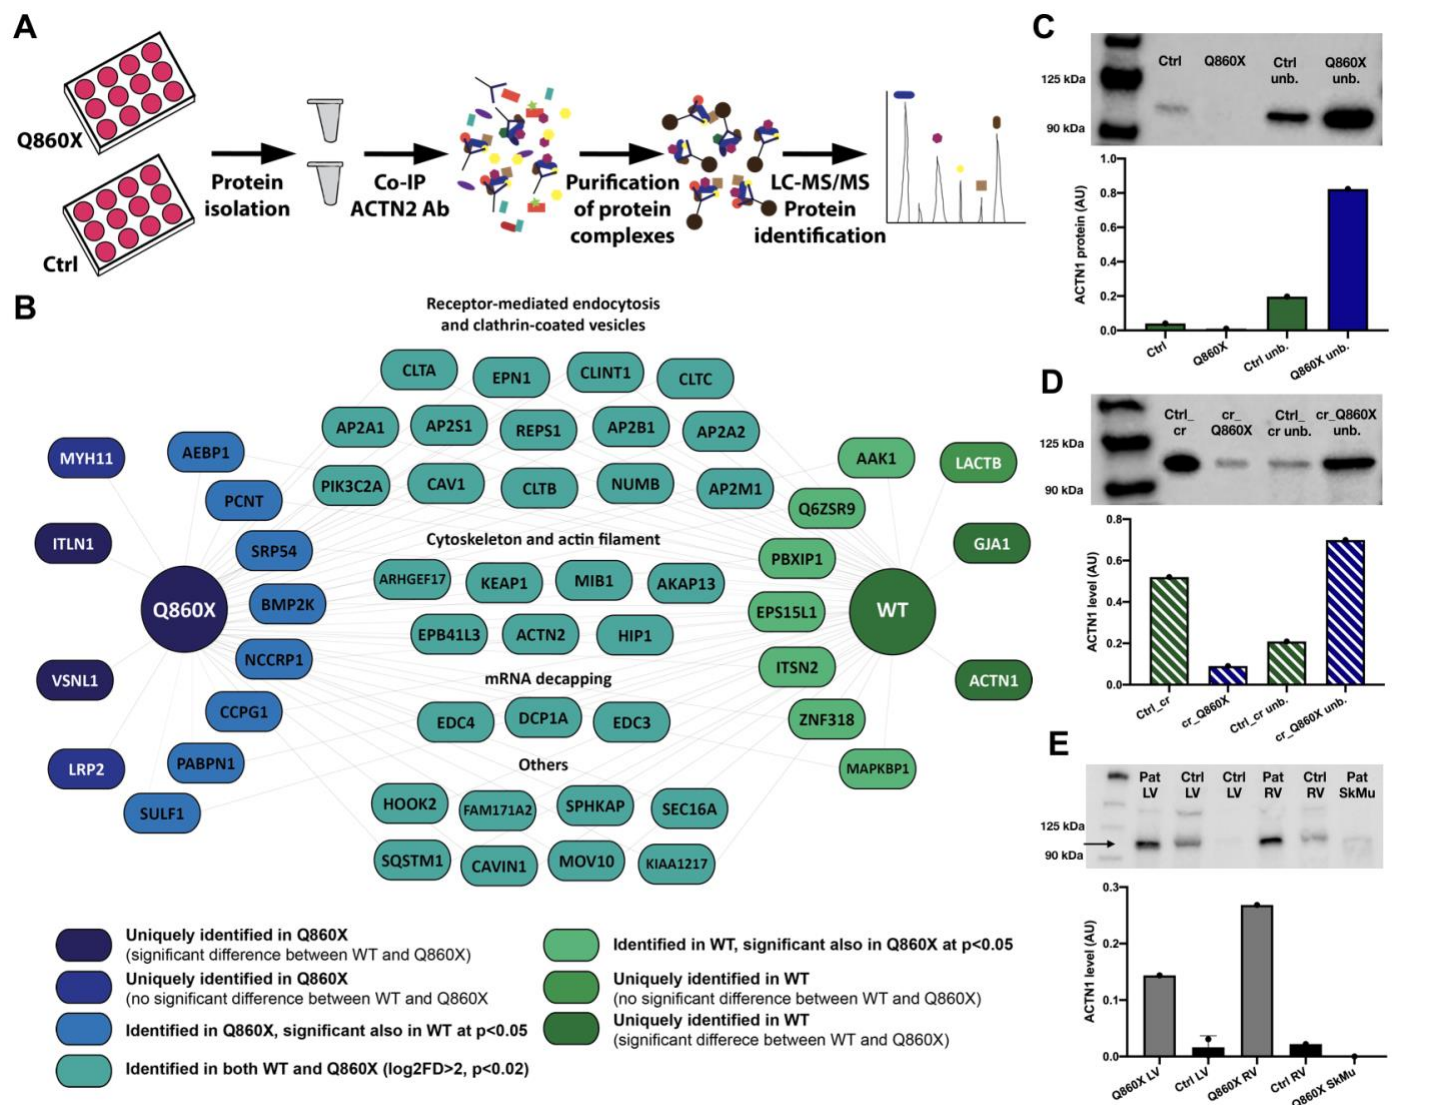 A
Q860X
Ctrl
Protein
isolation
Co-IP
ACTN2 Ab
Purification
of protein
complexes
LC-MS/MS
Protein
identification
B
Receptor-mediated endocytosis
and clathrin-coated vesicles
CLTA
EPN1
CLINT1
CLTC
AP2A1
AP2S1
REPS1
AP2B1
AP2A2
PIK3C2A
CAV1
CLTB
NUMB
AP2M1
Cytoskeleton and actin filament
ARHGEF17
KEAP1
MIB1
AKAP13
EPB41L3
ACTN2
HIP1
mRNA decapping
EDC4
DCP1A
EDC3
Others
HOOK2
FAM171A2
SPHKAP
SEC16A
SQSTM1
CAVIN1
MOV10
KIAA1217
MYH11
ITLN1
VSNL1
LRP2
AEBP1
PCNT
SRP54
BMP2K
NCCRP1
CCPG1
PABPN1
SULF1
Q860X
AAK1
Q6ZSR9
PBXIP1
EPS15L1
ITSN2
ZNF318
MAPKBP1
WT
LACTB
GJA1
ACTN1
Uniquely identified in Q860X
(significant difference between WT and Q860X)
Uniquely identified in Q860X
(no significant difference between WT and Q860X
Identified in Q860X, significant also in WT at p<0.05
Identified in both WT and Q860X (log2FD>2, p<0.02)
Identified in WT, significant also in Q860X at p<0.05
Uniquely identified in WT
(no significant difference between WT and Q860X)
Uniquely identified in WT
(significant differece between WT and Q860X)
C
125 kDa
90 kDa
Ctrl
Q860X
Ctrl
unb.
Q860X
unb.
ACTN1 protein (AU)
1.0
0.8
0.6
0.4
0.2
0.0
Ctrl
Q860X
Ctrl unb.
Q860X unb.
D
125 kDa
90 kDa
Ctrl_
cr
cr_
Q860X
Ctrl_
cr unb.
cr_Q860X
unb.
ACTN1 level (AU)
0.8
0.6
0.4
0.2
0.0
Ctrl_cr
cr_Q860X
Ctrl_cr unb.
cr_Q860X unb.
E
125 kDa
90 kDa
Pat
LV
Ctrl
LV
Ctrl
LV
Pat
RV
Ctrl
RV
Pat
SkMu
ACTN1 level (AU)
0.3
0.2
0.1
0.0
Q860X LV
Ctrl LV
Q860X RV
Ctrl RV
Q860X SkMu